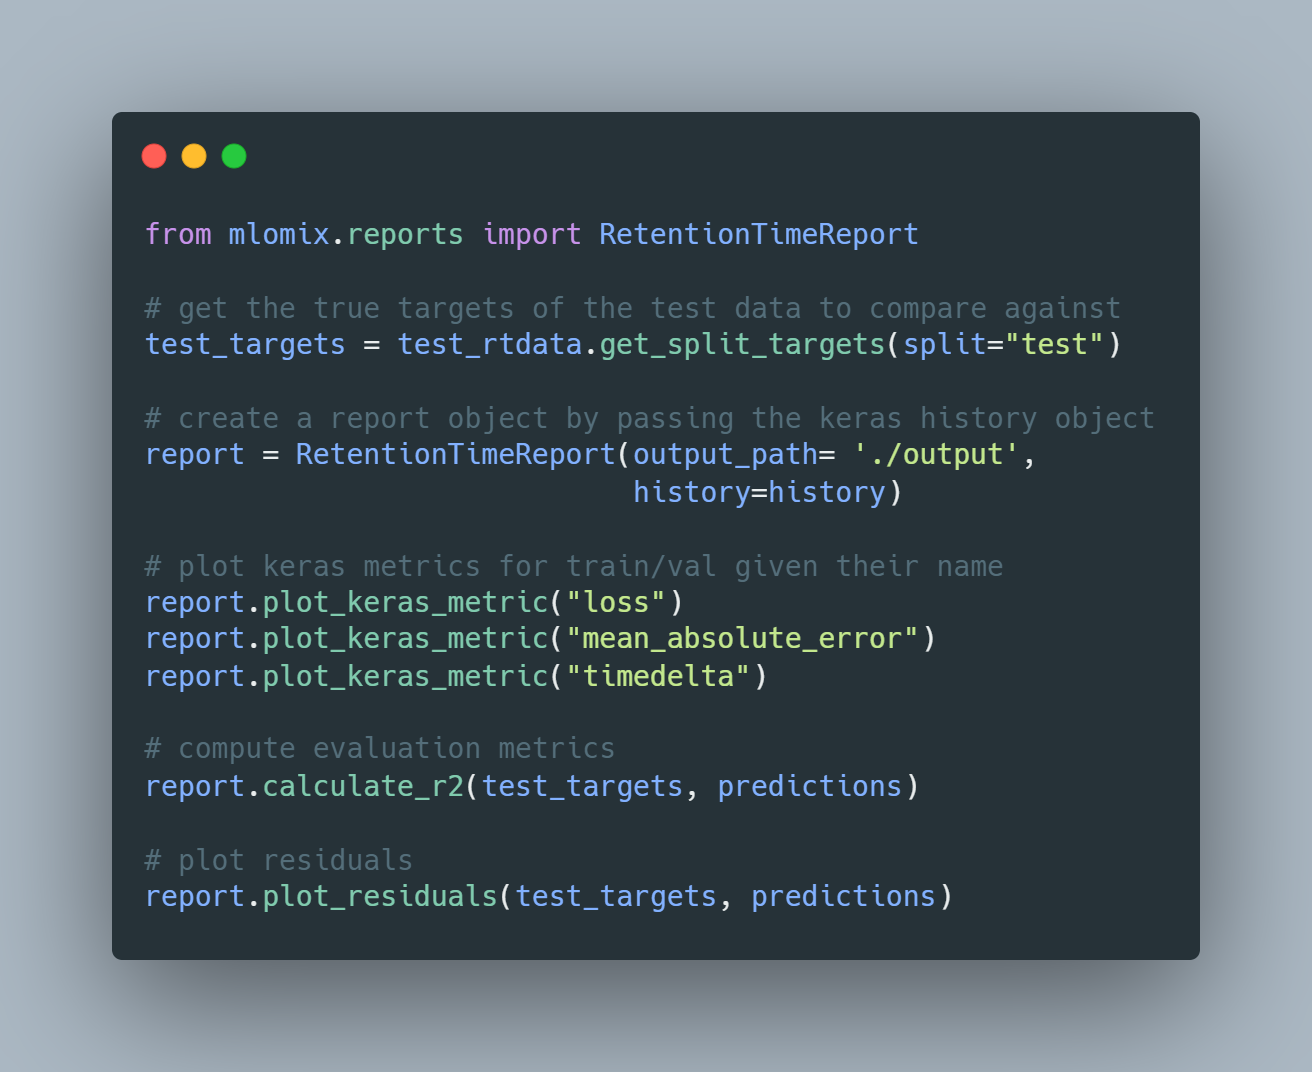 from mlomix.reports import RetentionTimeReport
# get the true targets of the test data to compare against
test_targets = test_rtdata.get_split_targets(split="test")
# create a report object by passing the keras history object
report = RetentionTimeReport(output_path= './output',
                             history=history)
# plot keras metrics for train/val given their name
report.plot_keras_metric("loss")
report.plot_keras_metric("mean_absolute_error")
report.plot_keras_metric("timedelta")
# compute evaluation metrics
report.calculate_r2(test_targets, predictions)
# plot residuals
report.plot_residuals(test_targets, predictions)